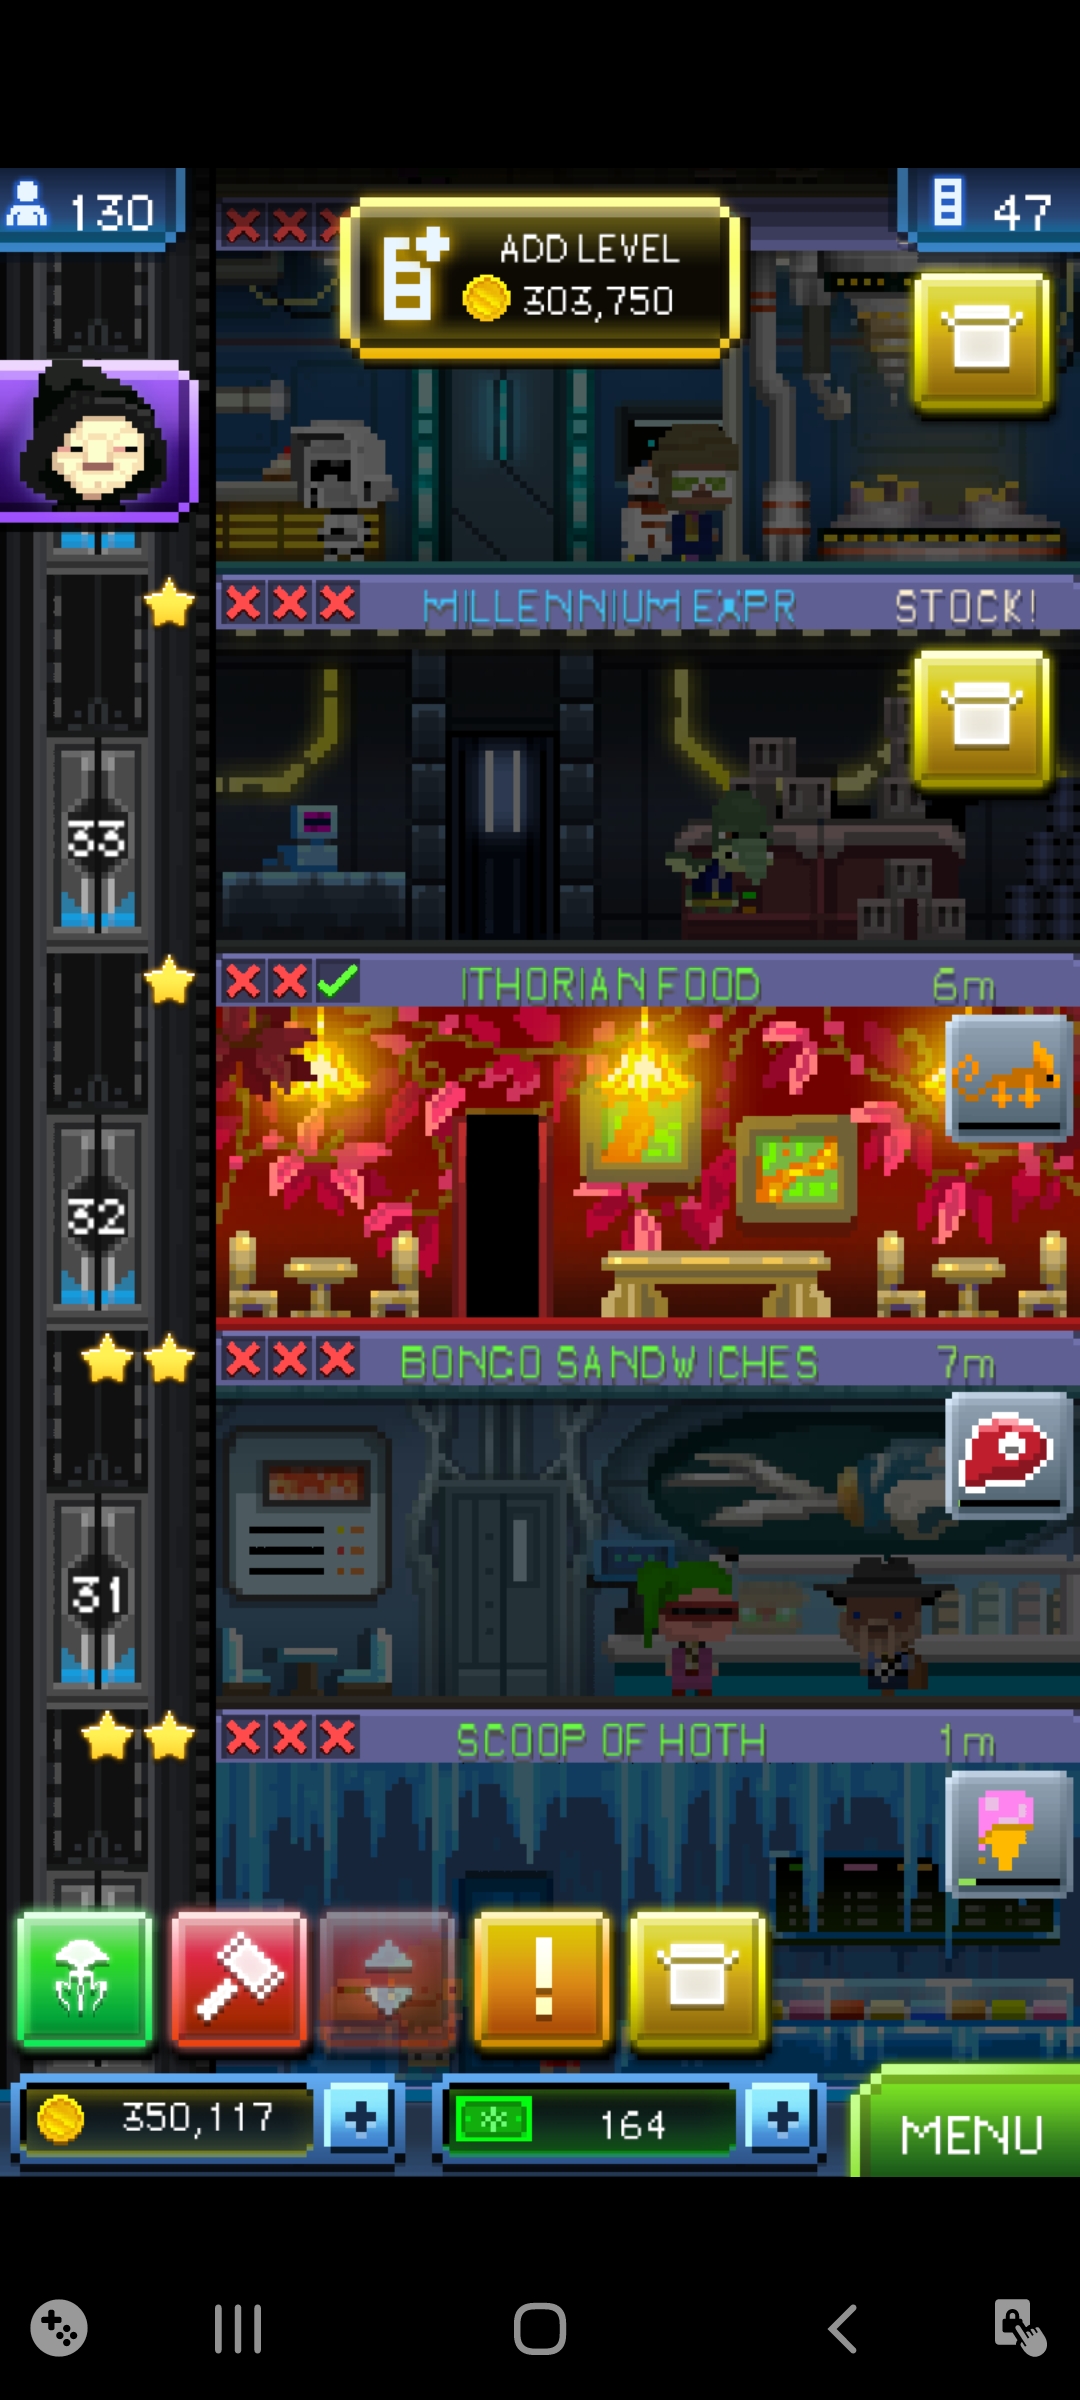 130
47
ADD LEVEL
303,750
MILLENNIUM EXPR STOCK!
33
ITHORIAN FOOD 6m
32
BONGO SANDWICHES 7m
31
SCOOP OF HOTH 1m
!
350,117
164
MENU